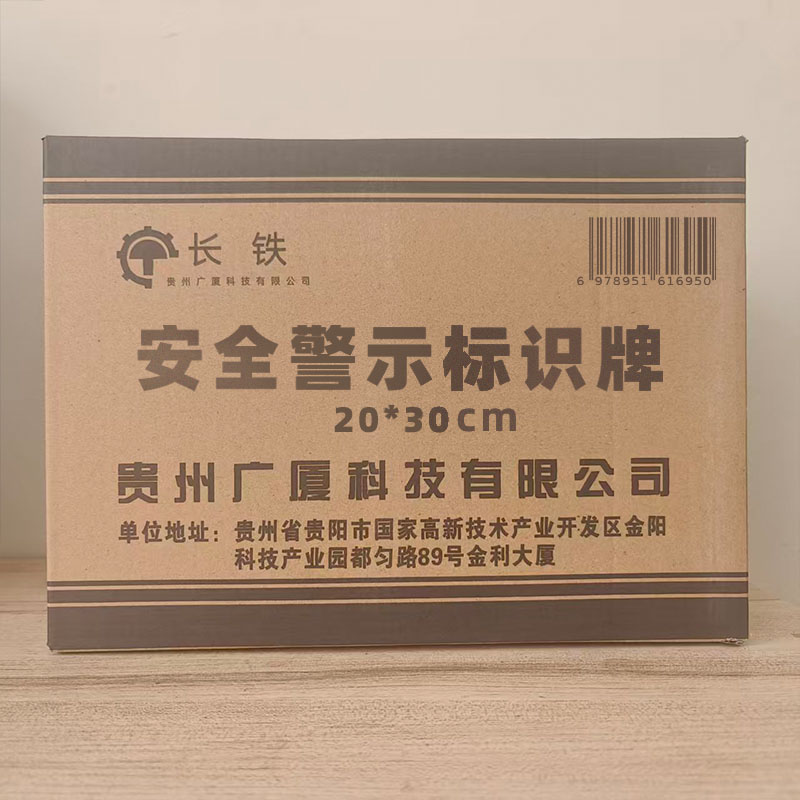 长 铁
贵州广厦科技有限公司
6 978951 616950
安全警示标识牌
20*30cm
贵州广厦科技有限公司
单位地址：贵州省贵阳市国家高新技术产业开发区金阳
科技产业园都匀路89号金利大厦